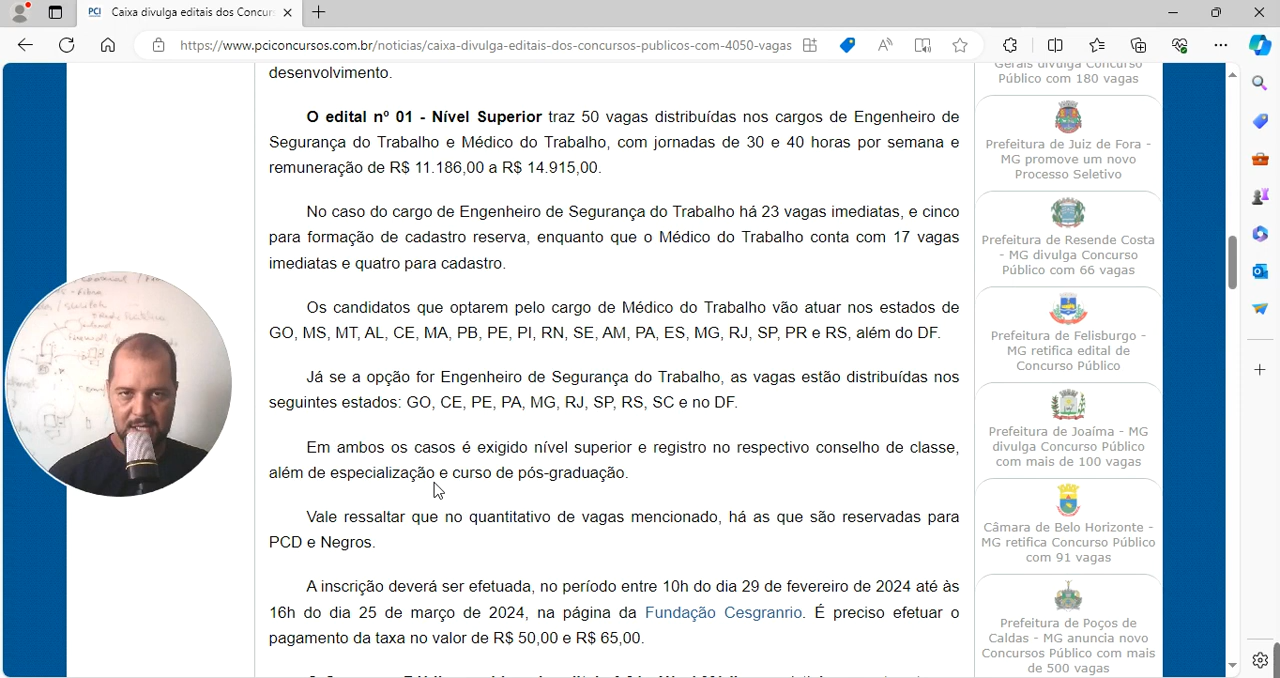 PCI Caixa divulga editais dos Concur
https://www.pciconcursos.com.br/noticias/caixa-divulga-editais-dos-concursos-publicos-com-4050-vagas
desenvolvimento.
O edital nº 01 - Nível Superior traz 50 vagas distribuídas nos cargos de Engenheiro de
Segurança do Trabalho e Médico do Trabalho, com jornadas de 30 e 40 horas por semana e
remuneração de R$ 11.186,00 a R$ 14.915,00.
No caso do cargo de Engenheiro de Segurança do Trabalho há 23 vagas imediatas, e cinco
para formação de cadastro reserva, enquanto que o Médico do Trabalho conta com 17 vagas
imediatas e quatro para cadastro.
Os candidatos que optarem pelo cargo de Médico do Trabalho vão atuar nos estados de
GO, MS, MT, AL, CE, MA, PB, PE, PI, RN, SE, AM, PA, ES, MG, RJ, SP, PR e RS, além do DF.
Já se a opção for Engenheiro de Segurança do Trabalho, as vagas estão distribuídas nos
seguintes estados: GO, CE, PE, PA, MG, RJ, SP, RS, SC e no DF.
Em ambos os casos é exigido nível superior e registro no respectivo conselho de classe,
além de especialização e curso de pós-graduação.
Vale ressaltar que no quantitativo de vagas mencionado, há as que são reservadas para
PCD e Negros.
A inscrição deverá ser efetuada, no período entre 10h do dia 29 de fevereiro de 2024 até às
16h do dia 25 de março de 2024, na página da Fundação Cesgranrio. É preciso efetuar o
pagamento da taxa no valor de R$ 50,00 e R$ 65,00.
Gerais divulga Concurso
Público com 180 vagas
Prefeitura de Juiz de Fora -
MG promove um novo
Processo Seletivo
Prefeitura de Resende Costa
- MG divulga Concurso
Público com 66 vagas
Prefeitura de Felisburgo -
MG retifica edital de
Concurso Público
Prefeitura de Joaíma - MG
divulga Concurso Público
com mais de 100 vagas
Câmara de Belo Horizonte -
MG retifica Concurso Público
com 91 vagas
Prefeitura de Poços de
Caldas - MG anuncia novo
Concursos Público com mais
de 500 vagas